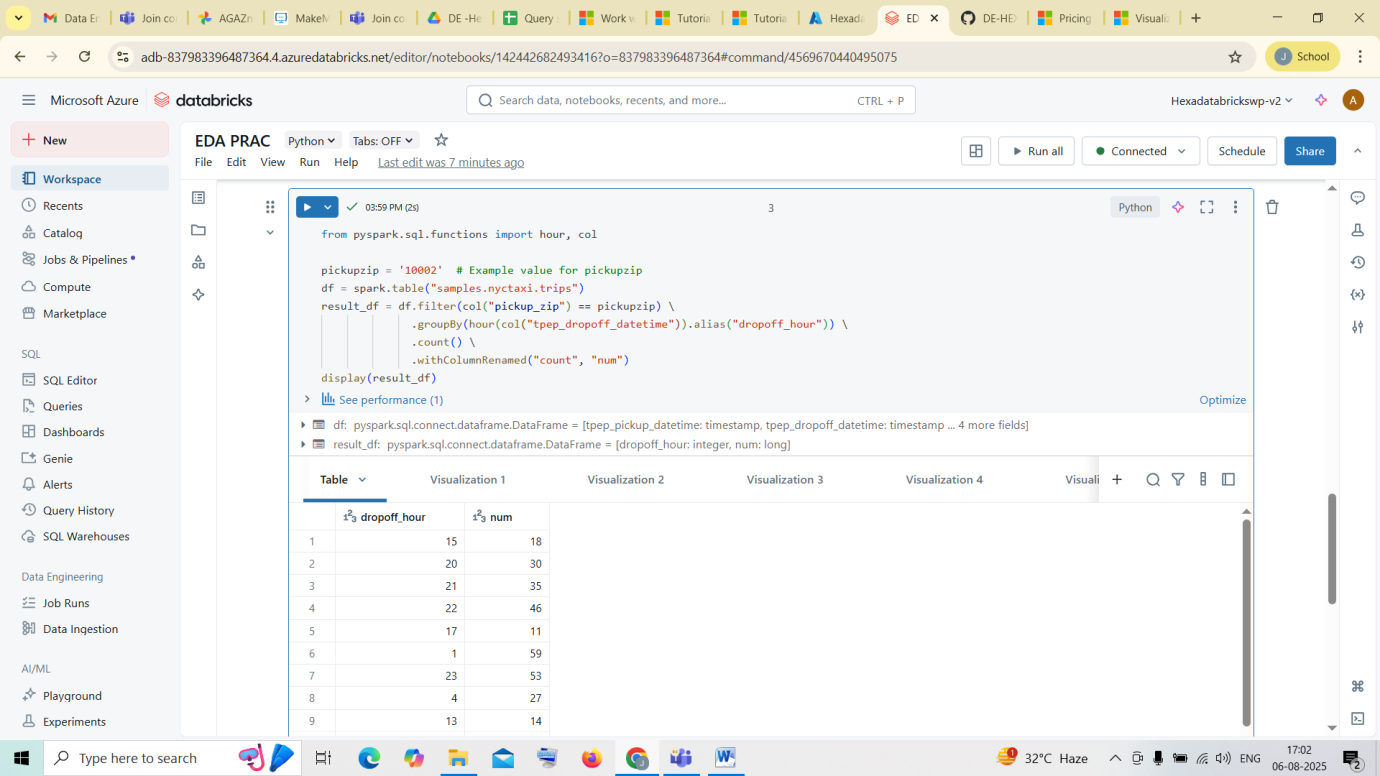 Data En
Join co
AGAZn
MakeM
Join co
DE -He
Query
Work w
Tutoria
Tutoria
Hexada
ED
DE-HEX
Pricing
Visualiz
adb-837983396487364.4.azuredatabricks.net/editor/notebooks/1424426824934​16?o=837983396487364#command/4569670440495075
J School
Microsoft Azure databricks
Search data, notebooks, recents, and more... CTRL + P
Hexadatabrickswp-v2 A
New
EDA PRAC Python Tabs: OFF
File Edit View Run Help Last edit was 7 minutes ago
Run all Connected Schedule Share
Workspace
Recents
Catalog
Jobs & Pipelines
Compute
Marketplace
SQL
SQL Editor
Queries
Dashboards
Genie
Alerts
Query History
SQL Warehouses
Data Engineering
Job Runs
Data Ingestion
AI/ML
Playground
Experiments
03:59 PM (2s) 3 Python
from pyspark.sql.functions import hour, col
pickupzip = '10002'  # Example value for pickupzip
df = spark.table("samples.nyctaxi.trips")
result_df = df.filter(col("pickup_zip") == pickupzip) \
.groupBy(hour(col("tpep_dropoff_datetime")).alias("dropoff_hour")) \
.count() \
.withColumnRenamed("count", "num")
display(result_df)
See performance (1) Optimize
df: pyspark.sql.connect.dataframe.DataFrame = [tpep_pickup_datetime: timestamp, tpep_dropoff_datetime: timestamp ... 4 more fields]
result_df: pyspark.sql.connect.dataframe.DataFrame = [dropoff_hour: integer, num: long]
Table Visualization 1 Visualization 2 Visualization 3 Visualization 4 Visuali
123 dropoff_hour 123 num
1 15 18
2 20 30
3 21 35
4 22 46
5 17 11
6 1 59
7 23 53
8 4 27
9 13 14
Type here to search
1
32°C Haze
ENG
17:02
06-08-2025
2